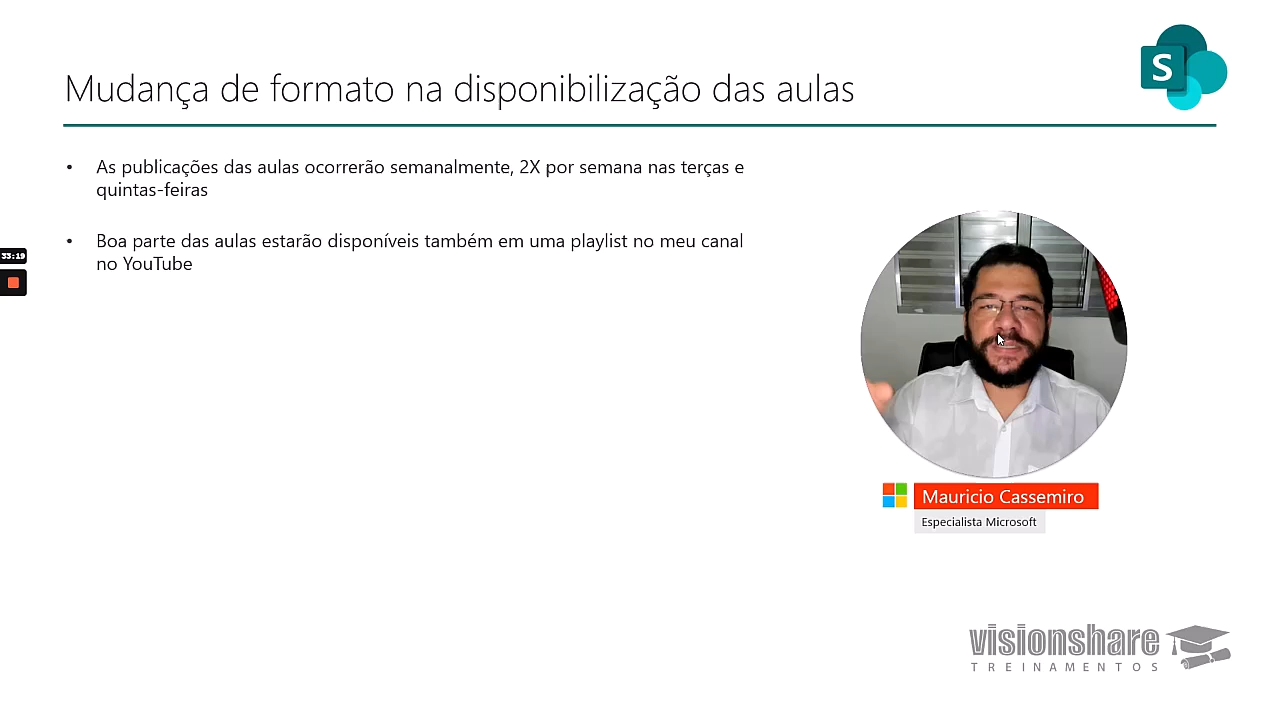 Mudança de formato na disponibilização das aulas
S
• As publicações das aulas ocorrerão semanalmente, 2X por semana nas terças e
quintas-feiras
• Boa parte das aulas estarão disponíveis também em uma playlist no meu canal
no YouTube
33:19
Mauricio Cassemiro
Especialista Microsoft
visionshare
TREINAMENTOS